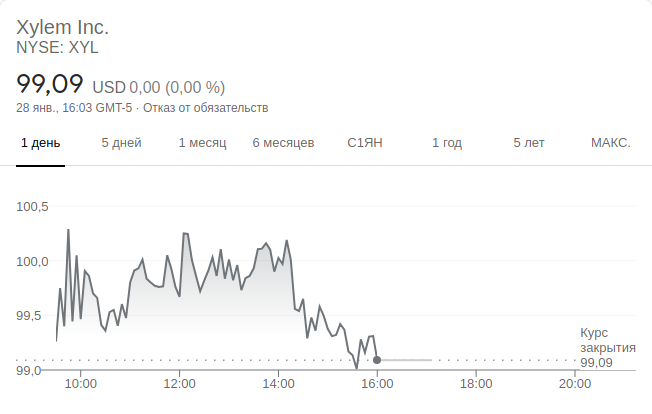 Xylem Inc.
NYSE: XYL
99,09 USD 0,00 (0,00 %)
28 янв., 16:03 GMT-5 · Отказ от обязательств
1 день 5 дней 1 месяц 6 месяцев С1ЯН 1 год 5 лет МАКС.
100,5
100,0
99,5
99,0
Курс
закрытия
99,09
10:00 12:00 14:00 16:00 18:00 20:00